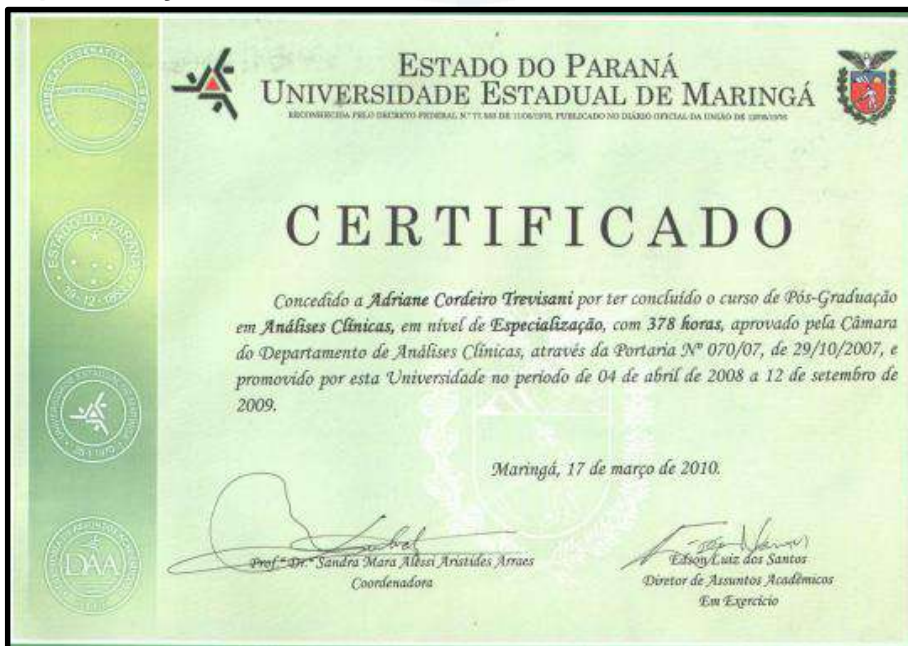 ESTADO DO PARANÁ
UNIVERSIDADE ESTADUAL DE MARINGÁ
CERTIFICADO
Concedido a Adriane Cordeiro Trevisani por ter concluído o curso de Pós-Graduação
em Análises Clínicas, em nível de Especialização, com 378 horas, aprovado pela Câmara
do Departamento de Análises Clínicas, através da Portaria Nº 070/07, de 29/10/2007, e
promovido por esta Universidade no período de 04 de abril de 2008 a 12 de setembro de
2009.
Maringá, 17 de março de 2010.
Prof.ª Dr.ª Sandra Mara Alessi Aristides Arraes
Coordenadora
Edson Luiz dos Santos
Diretor de Assuntos Acadêmicos
Em Exercício
ESTADO DO PARANÁ
DAA